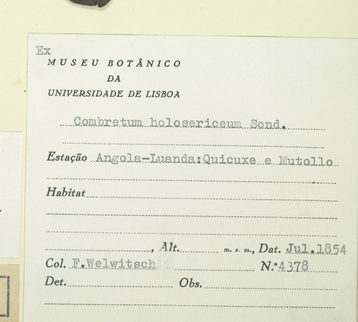 Ex
MUSEU BOTÂNICO
DA
UNIVERSIDADE DE LISBOA
Combretum holosericeum Sond.
Estação Angola-Luanda:Quicuxe e Mutollo
Habitat
, Alt. m. s. m., Dat. Jul.1854
Col. F.Welwitsch N.º4378
Det. Obs.